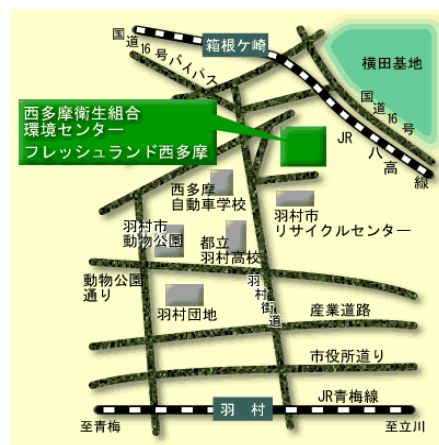 国道16号バイパス
箱根ケ崎
横田基地
国道16号
JR八高線
西多摩衛生組合
環境センター
フレッシュランド西多摩
西多摩
自動車学校
羽村市
リサイクルセンター
羽村市
動物公園
都立
羽村高校
動物公園
通り
羽村街道
羽村団地
産業道路
市役所通り
JR青梅線
羽村
至青梅
至立川